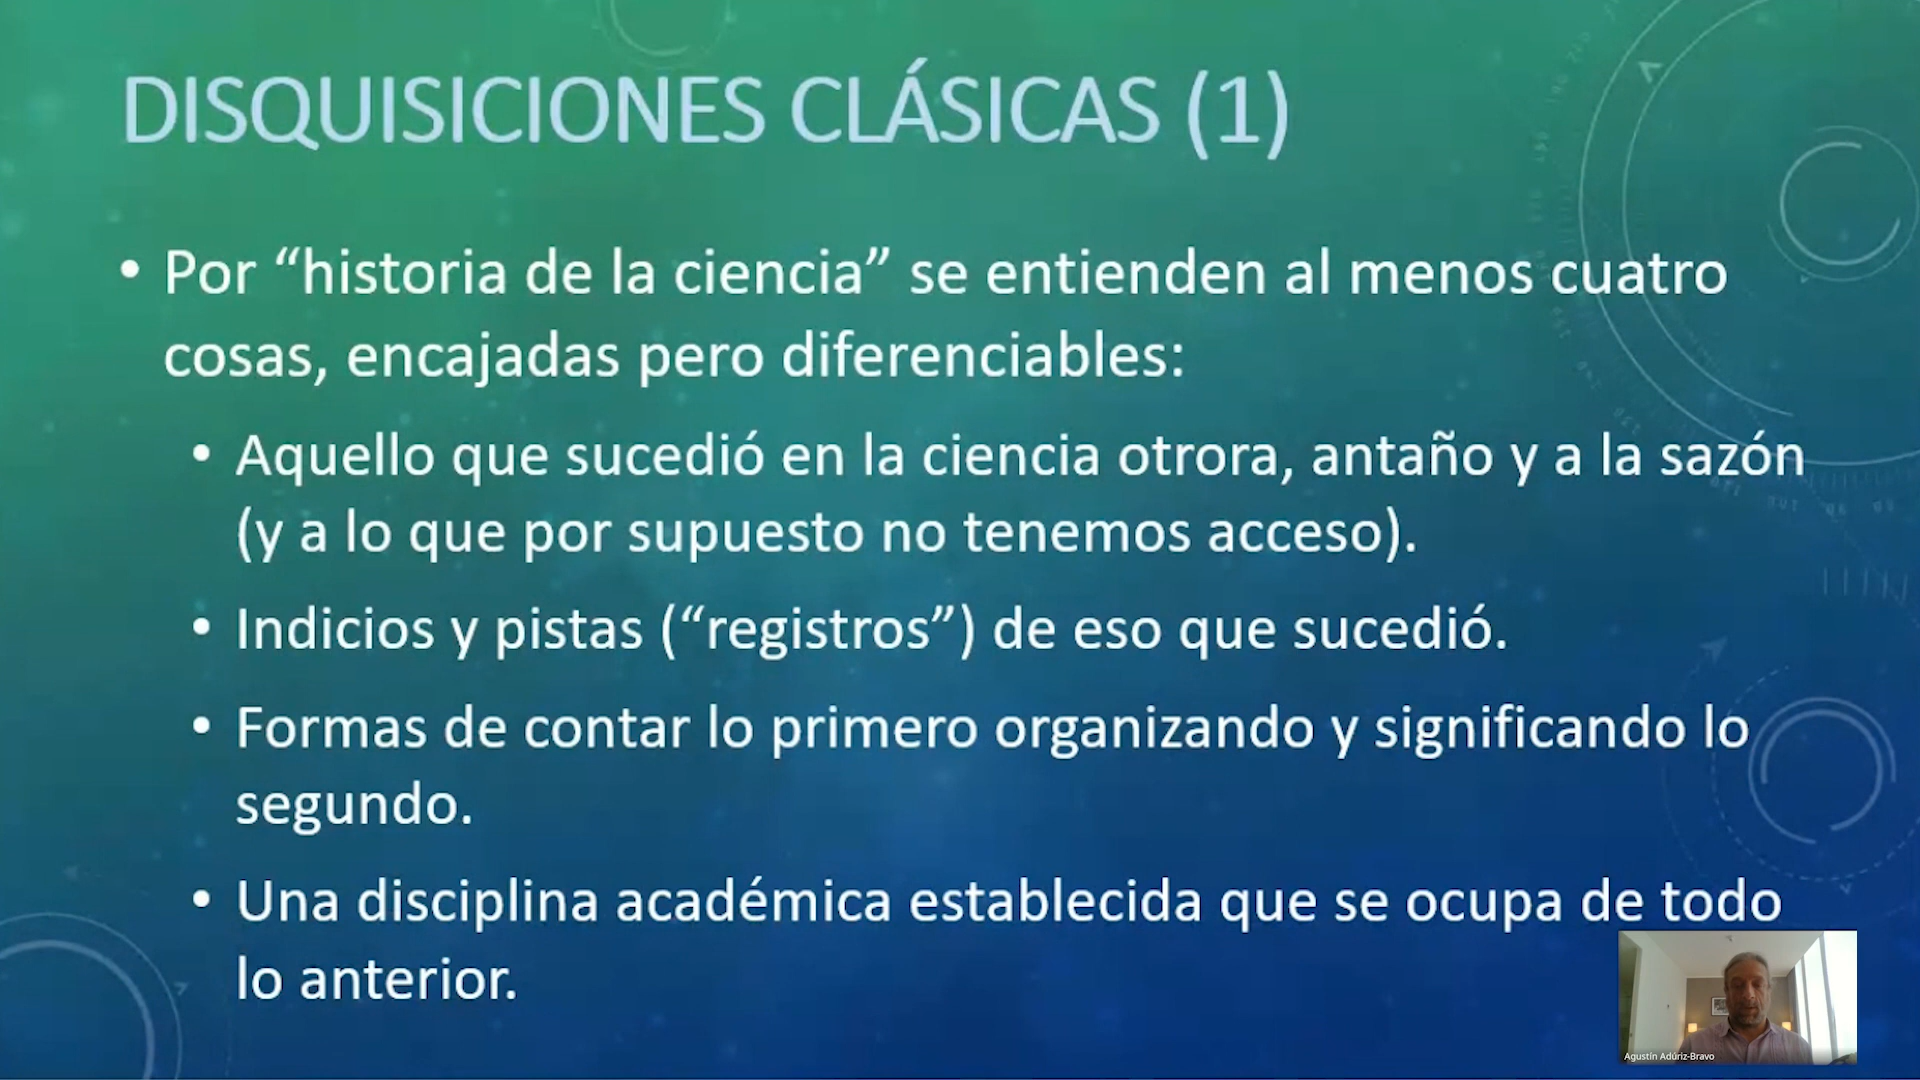 DISQUISICIONES CLÁSICAS (1)
• Por “historia de la ciencia” se entienden al menos cuatro
cosas, encajadas pero diferenciables:
• Aquello que sucedió en la ciencia otrora, antaño y a la sazón
(y a lo que por supuesto no tenemos acceso).
• Indicios y pistas (“registros”) de eso que sucedió.
• Formas de contar lo primero organizando y significando lo
segundo.
• Una disciplina académica establecida que se ocupa de todo
lo anterior.
Agustín Adúriz-Bravo